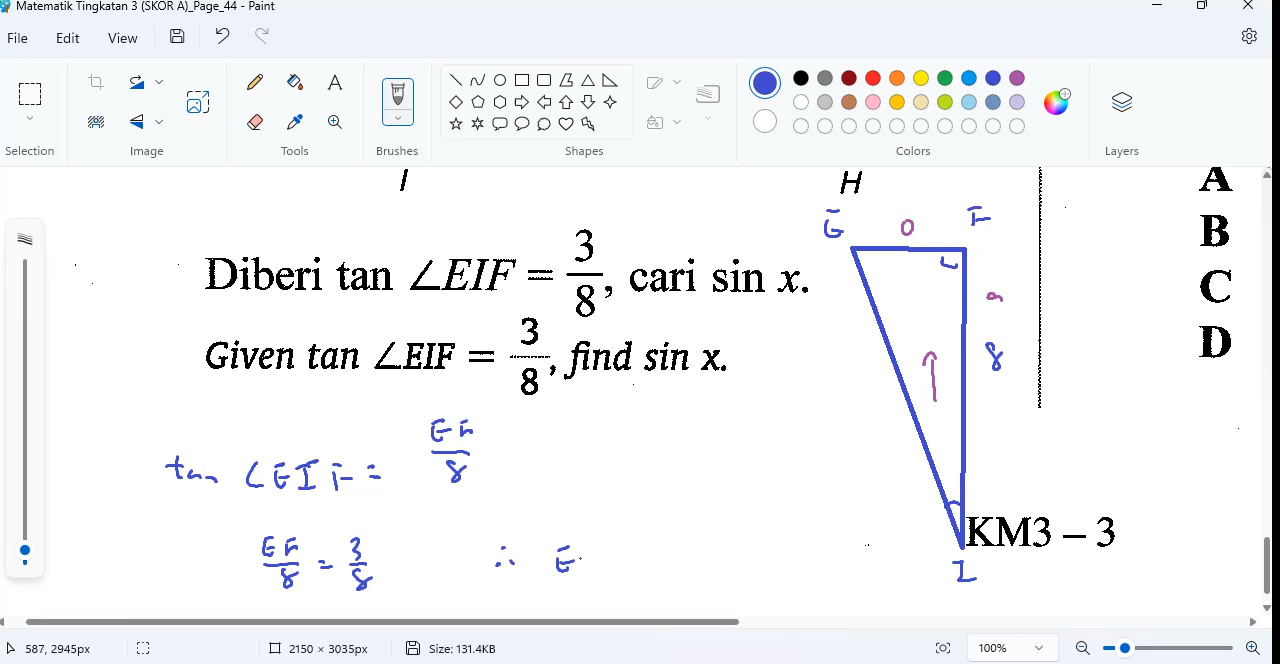 Matematik Tingkatan 3 (SKOR A)_Page_44 - Paint
File Edit View
Selection Image Tools Brushes Shapes Colors Layers
I H A
E O F B
Diberi tan ∠EIF = 3/8, cari sin x.
a C
Given tan ∠EIF = 3/8, find sin x.
8 D
tan ∠EIF = EF/8
KM3 – 3
EF/8 = 3/8 ∴ E
I
587, 2945px 2150 × 3035px Size: 131.4KB 100%